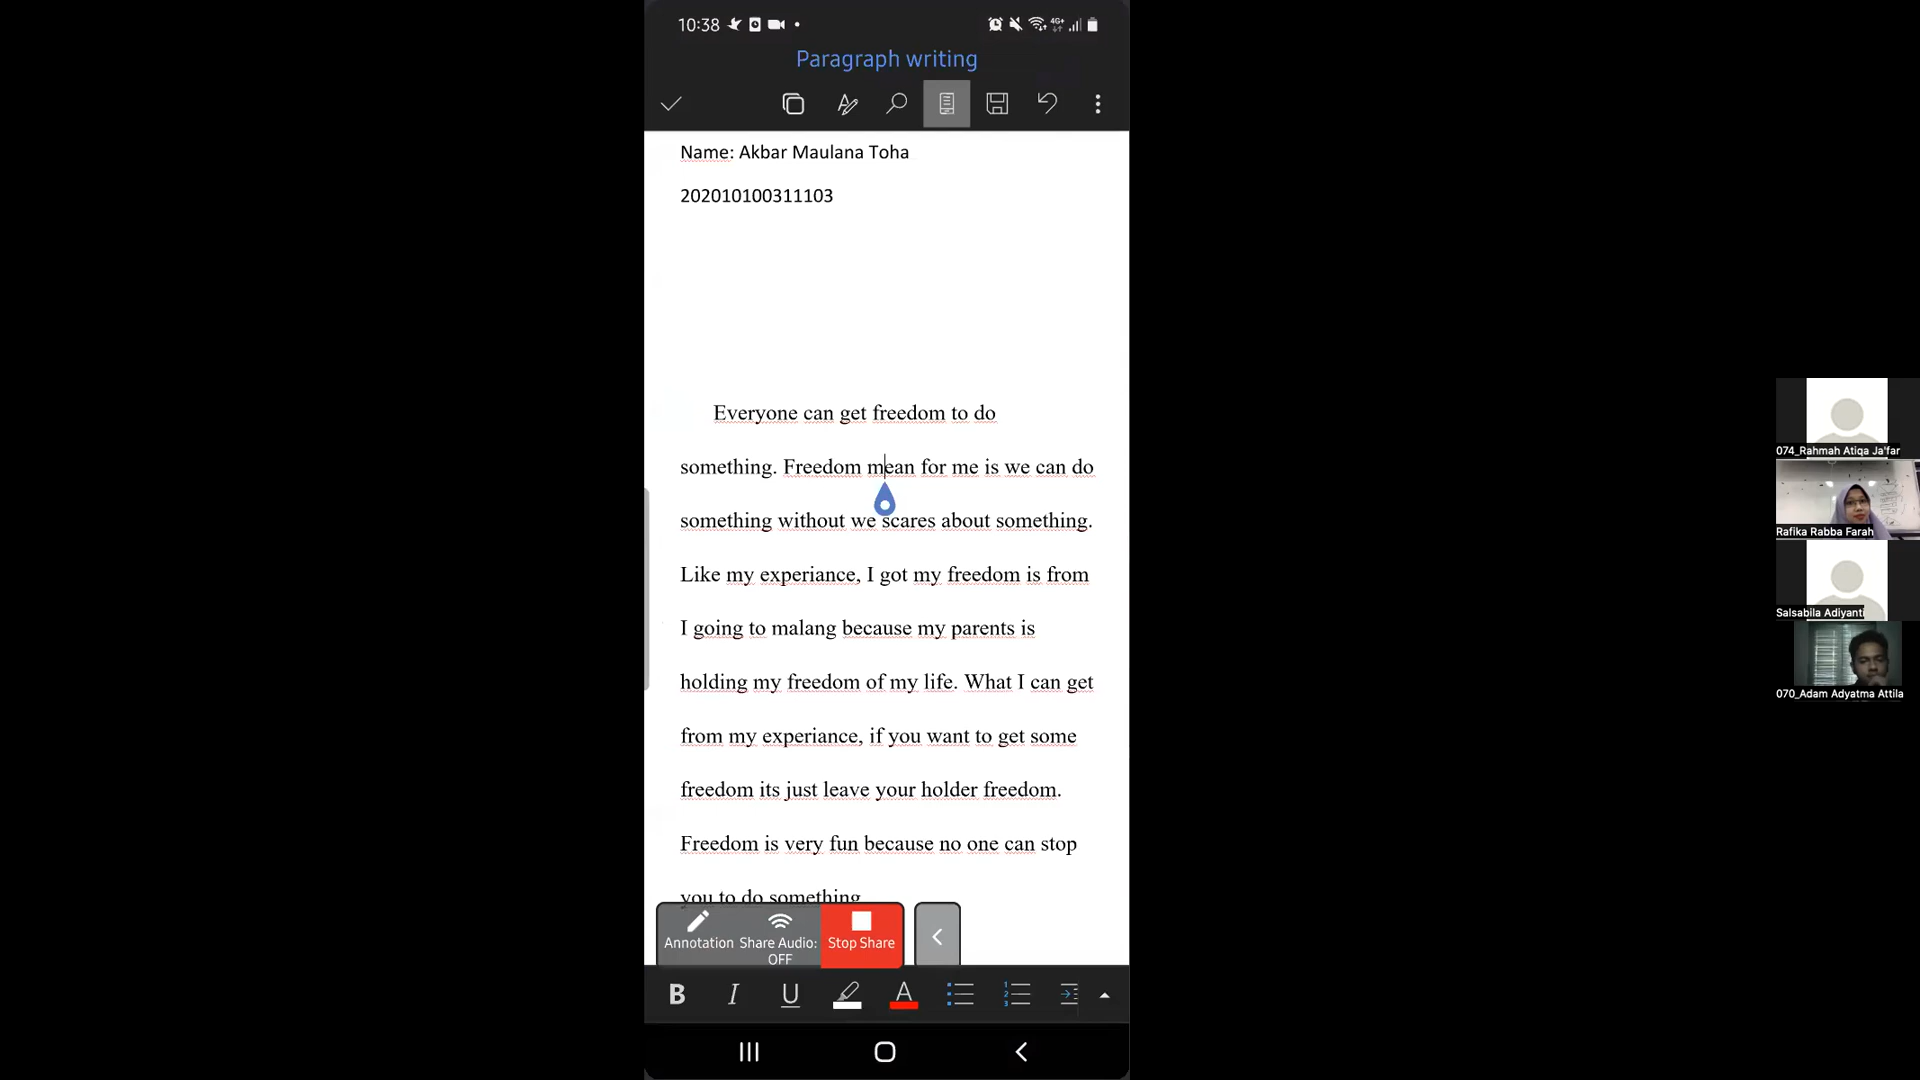 10:38
4G+
Paragraph writing
Name: Akbar Maulana Toha
202010100311103
Everyone can get freedom to do
something. Freedom mean for me is we can do
something without we scares about something.
Like my experiance, I got my freedom is from
I going to malang because my parents is
holding my freedom of my life. What I can get
from my experiance, if you want to get some
freedom its just leave your holder freedom.
Freedom is very fun because no one can stop
you to do something
Annotation
Share Audio:
OFF
Stop Share
B I U A
074_Rahmah Atiqa Ja'far
Rafika Rabba Farah
Salsabila Adiyanti
070_Adam Adyatma Attila